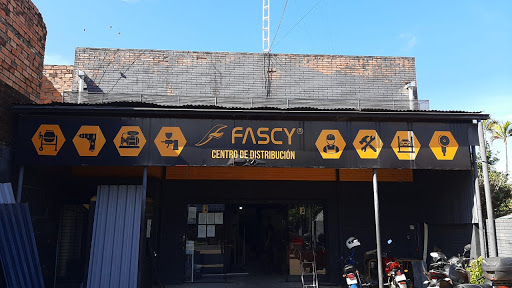 FASCY®
CENTRO DE DISTRIBUCIÓN